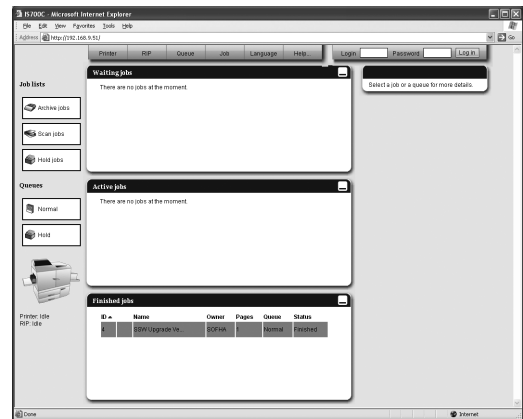 IS700C - Microsoft Internet Explorer
File Edit View Favorites Tools Help
Address http://192.168.9.51/ Go
Printer RIP Queue Job Language Help... Login Password Log in
Job lists
Archive jobs
Scan jobs
Hold jobs
Queues
Normal
Hold
Printer: Idle
RIP: Idle
Waiting jobs
There are no jobs at the moment.
Active jobs
There are no jobs at the moment.
Finished jobs
ID Name Owner Pages Queue Status
4 SBW Upgrade Ve... SOFHA 1 Normal Finished
Select a job or a queue for more details.
Done Internet